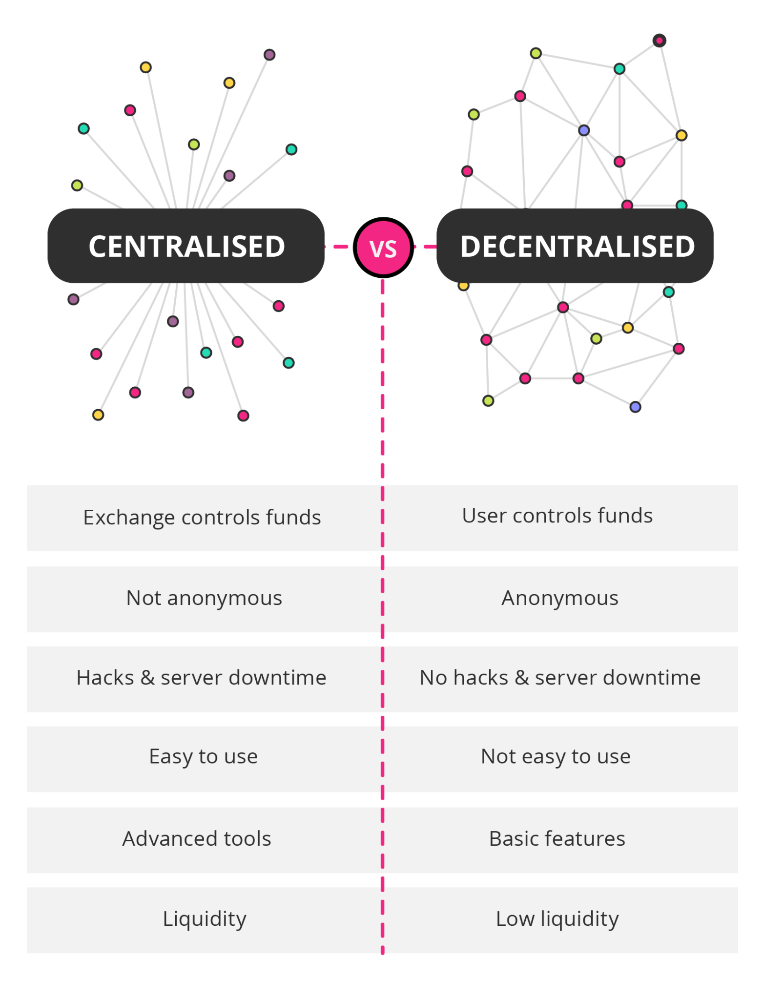 CENTRALISED
VS
DECENTRALISED
Exchange controls funds
User controls funds
Not anonymous
Anonymous
Hacks & server downtime
No hacks & server downtime
Easy to use
Not easy to use
Advanced tools
Basic features
Liquidity
Low liquidity